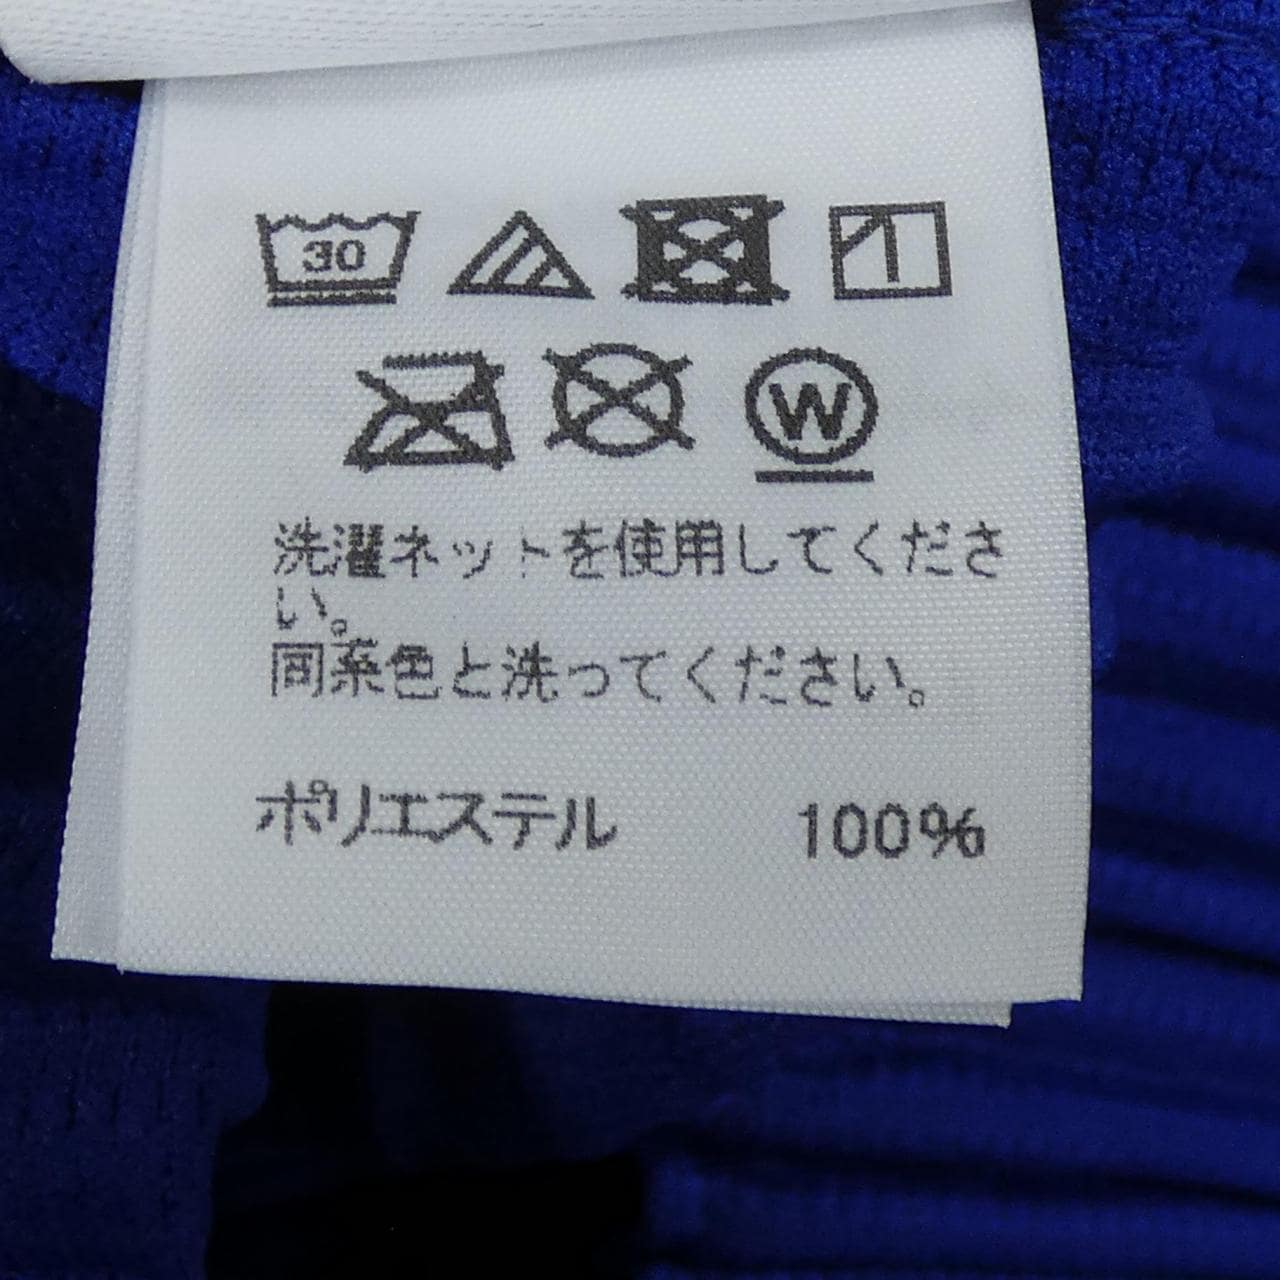 30
W
洗濯ネットを使用してくださ
い。
同系色と洗ってください。
ポリエステル 100%